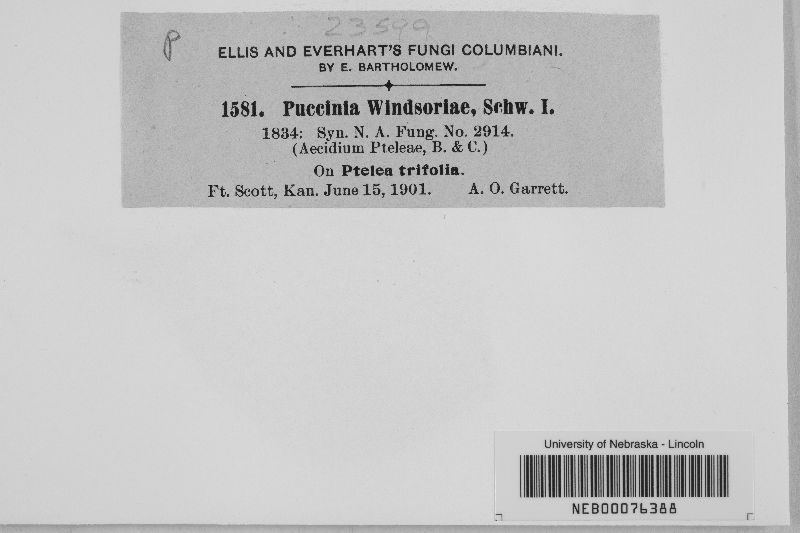 23599
P
ELLIS AND EVERHART'S FUNGI COLUMBIANI.
BY E. BARTHOLOMEW.
1581. Puccinia Windsoriae, Schw. I.
1834: Syn. N. A. Fung. No. 2914.
(Aecidium Pteleae, B. & C.)
On Ptelea trifolia.
Ft. Scott, Kan. June 15, 1901. A. O. Garrett.
University of Nebraska - Lincoln
NEB00076388